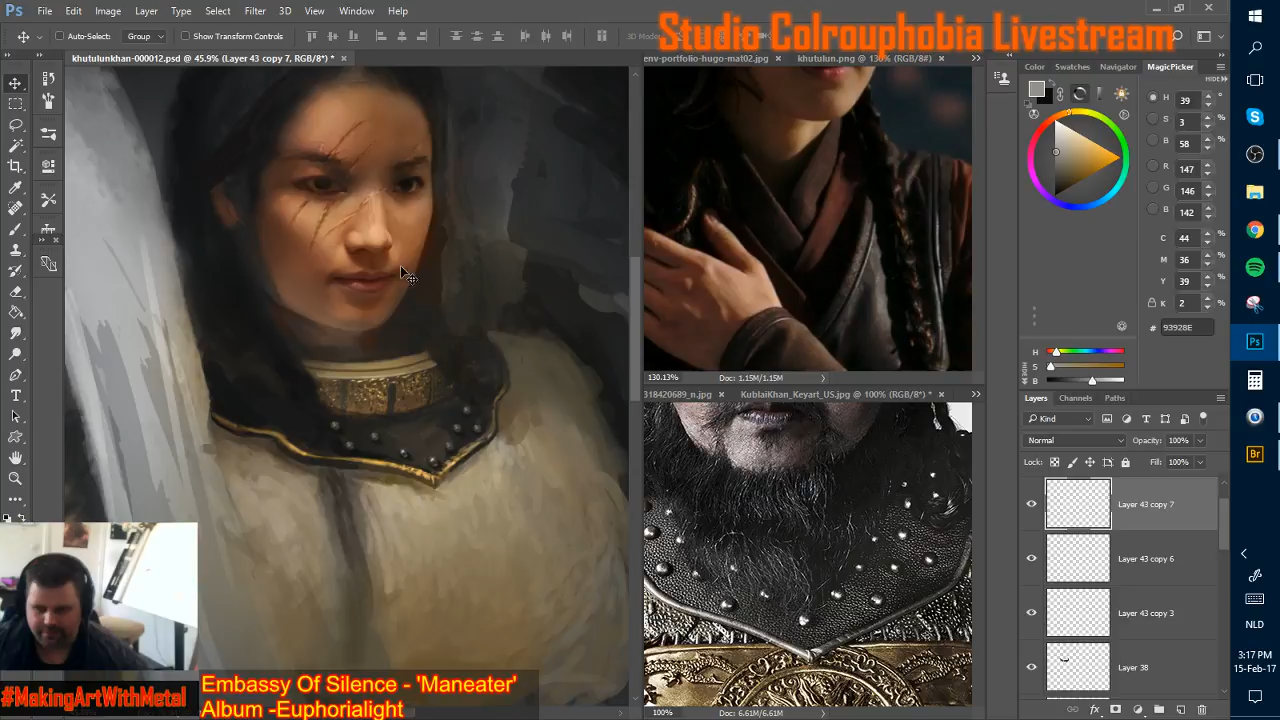 Ps File Edit Image Layer Type Select Filter 3D View Window Help
Studio Colrouphobia Livestream
Auto-Select: Group Show Transform Controls
khutulunkhan-000012.psd @ 45.9% (Layer 43 copy 7, RGB/8*) *
env-portfolio-hugo-mat02.jpg khutulun.png @ 130% (RGB/8#)
Color Swatches Navigator MagicPicker
HIDE
H 39 °
S 3 %
B 58 %
R 147
G 146
B 142
C 44 %
M 36 %
Y 39 %
K 2 %
# 93928E
H
S
B
130.13% Doc: 1.15M/1.15M
318420689_n.jpg KublaiKhan_Keyart_US.jpg @ 100% (RGB/8*) *
Layers Channels Paths
Kind
Normal Opacity: 100%
Lock: Fill: 100%
Layer 43 copy 7
Layer 43 copy 6
Layer 43 copy 3
Layer 38
fx
100% Doc: 6.61M/6.61M
Ps
Br
NLD
3:17 PM
15-Feb-17
#MakingArtWithMetal
Embassy Of Silence - 'Maneater'
Album -Euphorialight